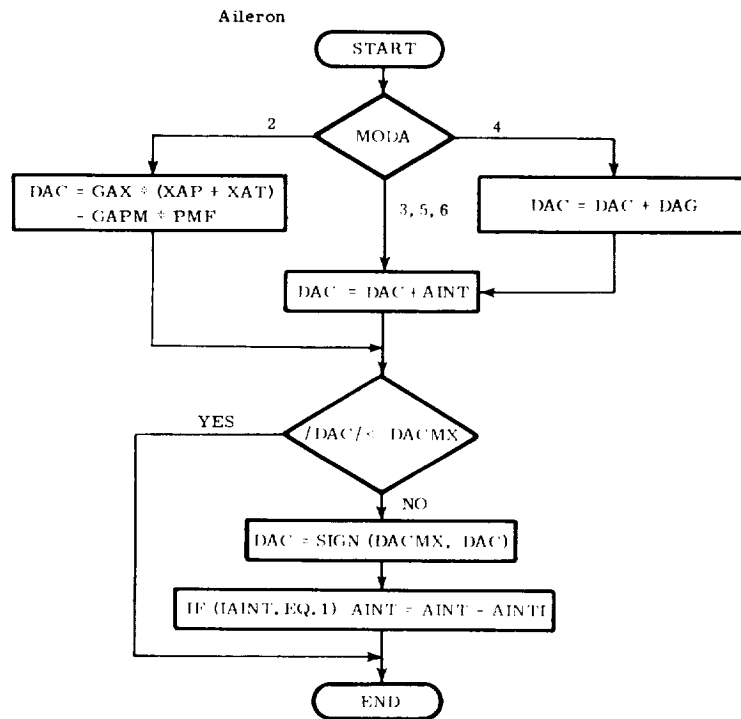 Aileron
START
2
MODA
4
DAC = GAX * (XAP + XAT)
- GAPM * PMF
3, 5, 6
DAC = DAC + DAG
DAC = DAC + AINT
YES
/DAC/< DACMX
NO
DAC = SIGN (DACMX, DAC)
IF (IAINT. EQ. 1) AINT = AINT - AINTI
END